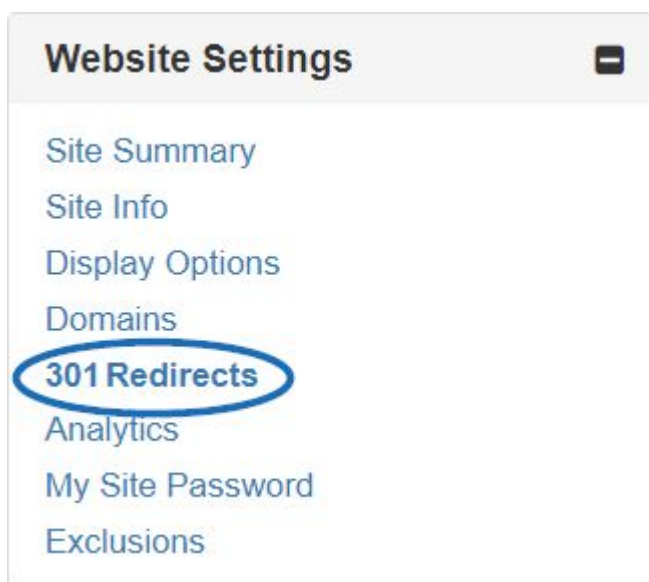 Website Settings
Site Summary
Site Info
Display Options
Domains
301 Redirects
Analytics
My Site Password
Exclusions